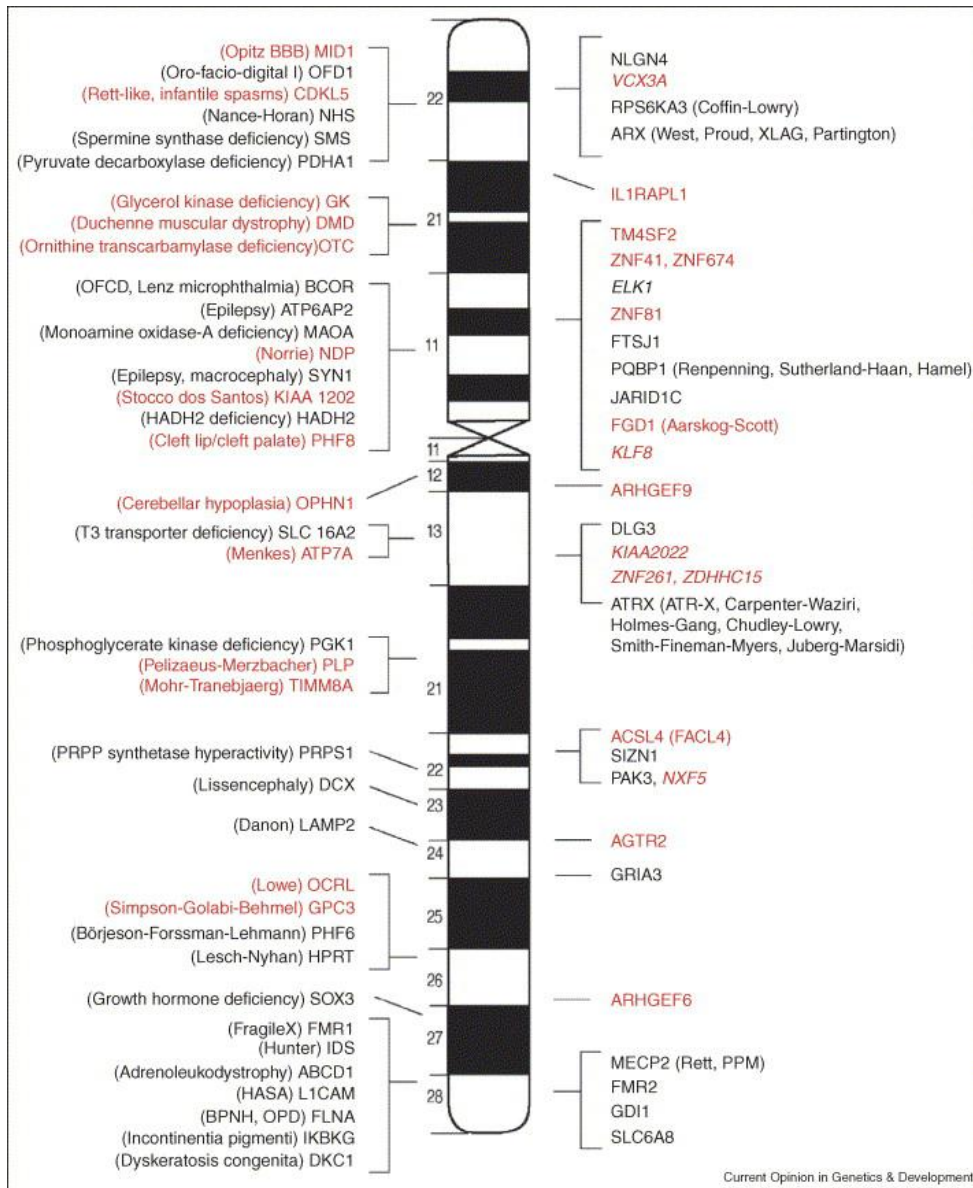 (Opitz BBB) MID1
(Oro-facio-digital I) OFD1
(Rett-like, infantile spasms) CDKL5
(Nance-Horan) NHS
(Spermine synthase deficiency) SMS
(Pyruvate decarboxylase deficiency) PDHA1
(Glycerol kinase deficiency) GK
(Duchenne muscular dystrophy) DMD
(Ornithine transcarbamylase deficiency)OTC
(OFCD, Lenz microphthalmia) BCOR
(Epilepsy) ATP6AP2
(Monoamine oxidase-A deficiency) MAOA
(Norrie) NDP
(Epilepsy, macrocephaly) SYN1
(Stocco dos Santos) KIAA 1202
(HADH2 deficiency) HADH2
(Cleft lip/cleft palate) PHF8
(Cerebellar hypoplasia) OPHN1
(T3 transporter deficiency) SLC 16A2
(Menkes) ATP7A
(Phosphoglycerate kinase deficiency) PGK1
(Pelizaeus-Merzbacher) PLP
(Mohr-Tranebjaerg) TIMM8A
(PRPP synthetase hyperactivity) PRPS1
(Lissencephaly) DCX
(Danon) LAMP2
(Lowe) OCRL
(Simpson-Golabi-Behmel) GPC3
(Börjeson-Forssman-Lehmann) PHF6
(Lesch-Nyhan) HPRT
(Growth hormone deficiency) SOX3
(FragileX) FMR1
(Hunter) IDS
(Adrenoleukodystrophy) ABCD1
(HASA) L1CAM
(BPNH, OPD) FLNA
(Incontinentia pigmenti) IKBKG
(Dyskeratosis congenita) DKC1
22
21
11
11
12
13
21
22
23
24
25
26
27
28
NLGN4
VCX3A
RPS6KA3 (Coffin-Lowry)
ARX (West, Proud, XLAG, Partington)
IL1RAPL1
TM4SF2
ZNF41, ZNF674
ELK1
ZNF81
FTSJ1
PQBP1 (Renpenning, Sutherland-Haan, Hamel)
JARID1C
FGD1 (Aarskog-Scott)
KLF8
ARHGEF9
DLG3
KIAA2022
ZNF261, ZDHHC15
ATRX (ATR-X, Carpenter-Waziri,
Holmes-Gang, Chudley-Lowry,
Smith-Fineman-Myers, Juberg-Marsidi)
ACSL4 (FACL4)
SIZN1
PAK3, NXF5
AGTR2
GRIA3
ARHGEF6
MECP2 (Rett, PPM)
FMR2
GDI1
SLC6A8
Current Opinion in Genetics & Development